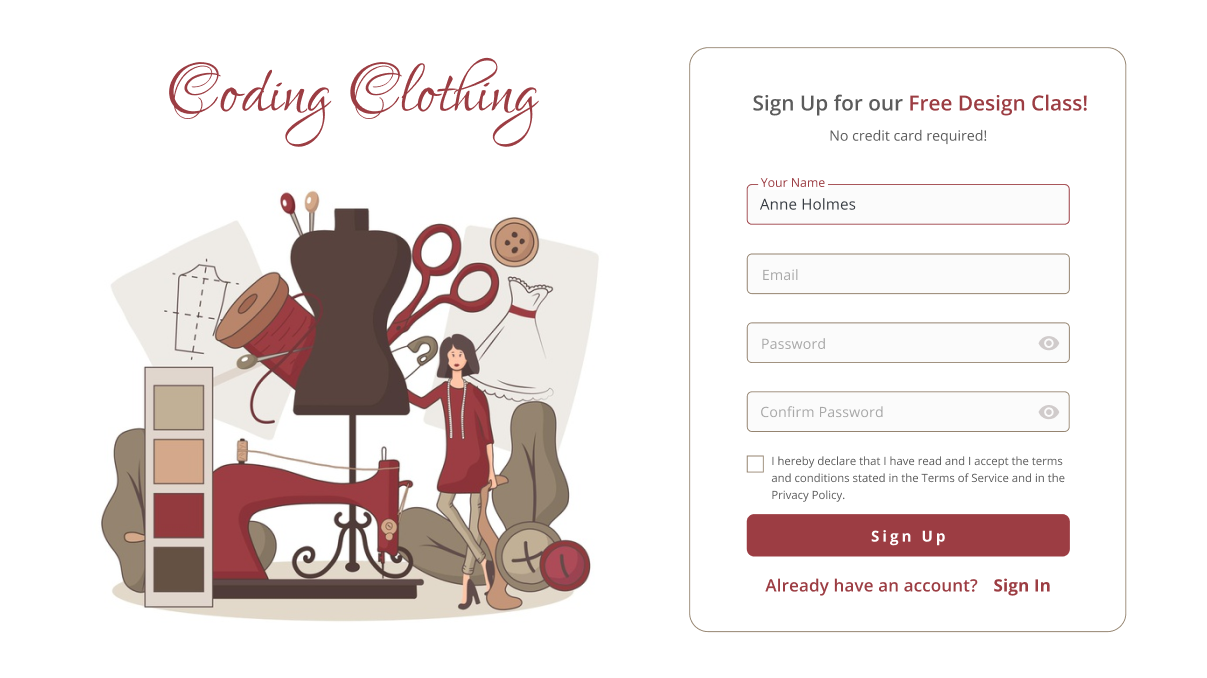 Coding Clothing
Sign Up for our Free Design Class!
No credit card required!
Your Name
Anne Holmes
Email
Password
Confirm Password
I hereby declare that I have read and I accept the terms
and conditions stated in the Terms of Service and in the
Privacy Policy.
Sign Up
Already have an account? Sign In